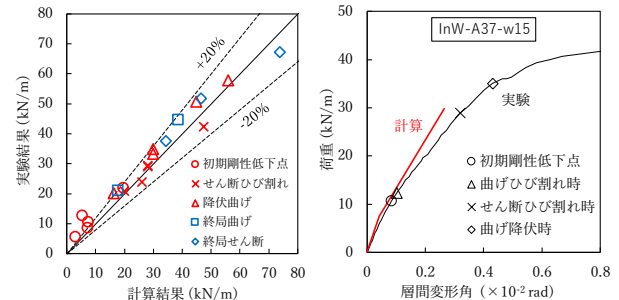 80
70
60
50
40
30
20
10
0
0 10 20 30 40 50 60 70 80
実験結果 (kN/m)
計算結果 (kN/m)
+20%
-20%
初期剛性低下点
せん断ひび割れ
降伏曲げ
終局曲げ
終局せん断
InW-A37-w15
50
40
30
20
10
0
0 0.2 0.4 0.6 0.8
荷重 (kN/m)
層間変形角 (×10⁻² rad)
計算
実験
初期剛性低下点
曲げひび割れ時
せん断ひび割れ時
曲げ降伏時